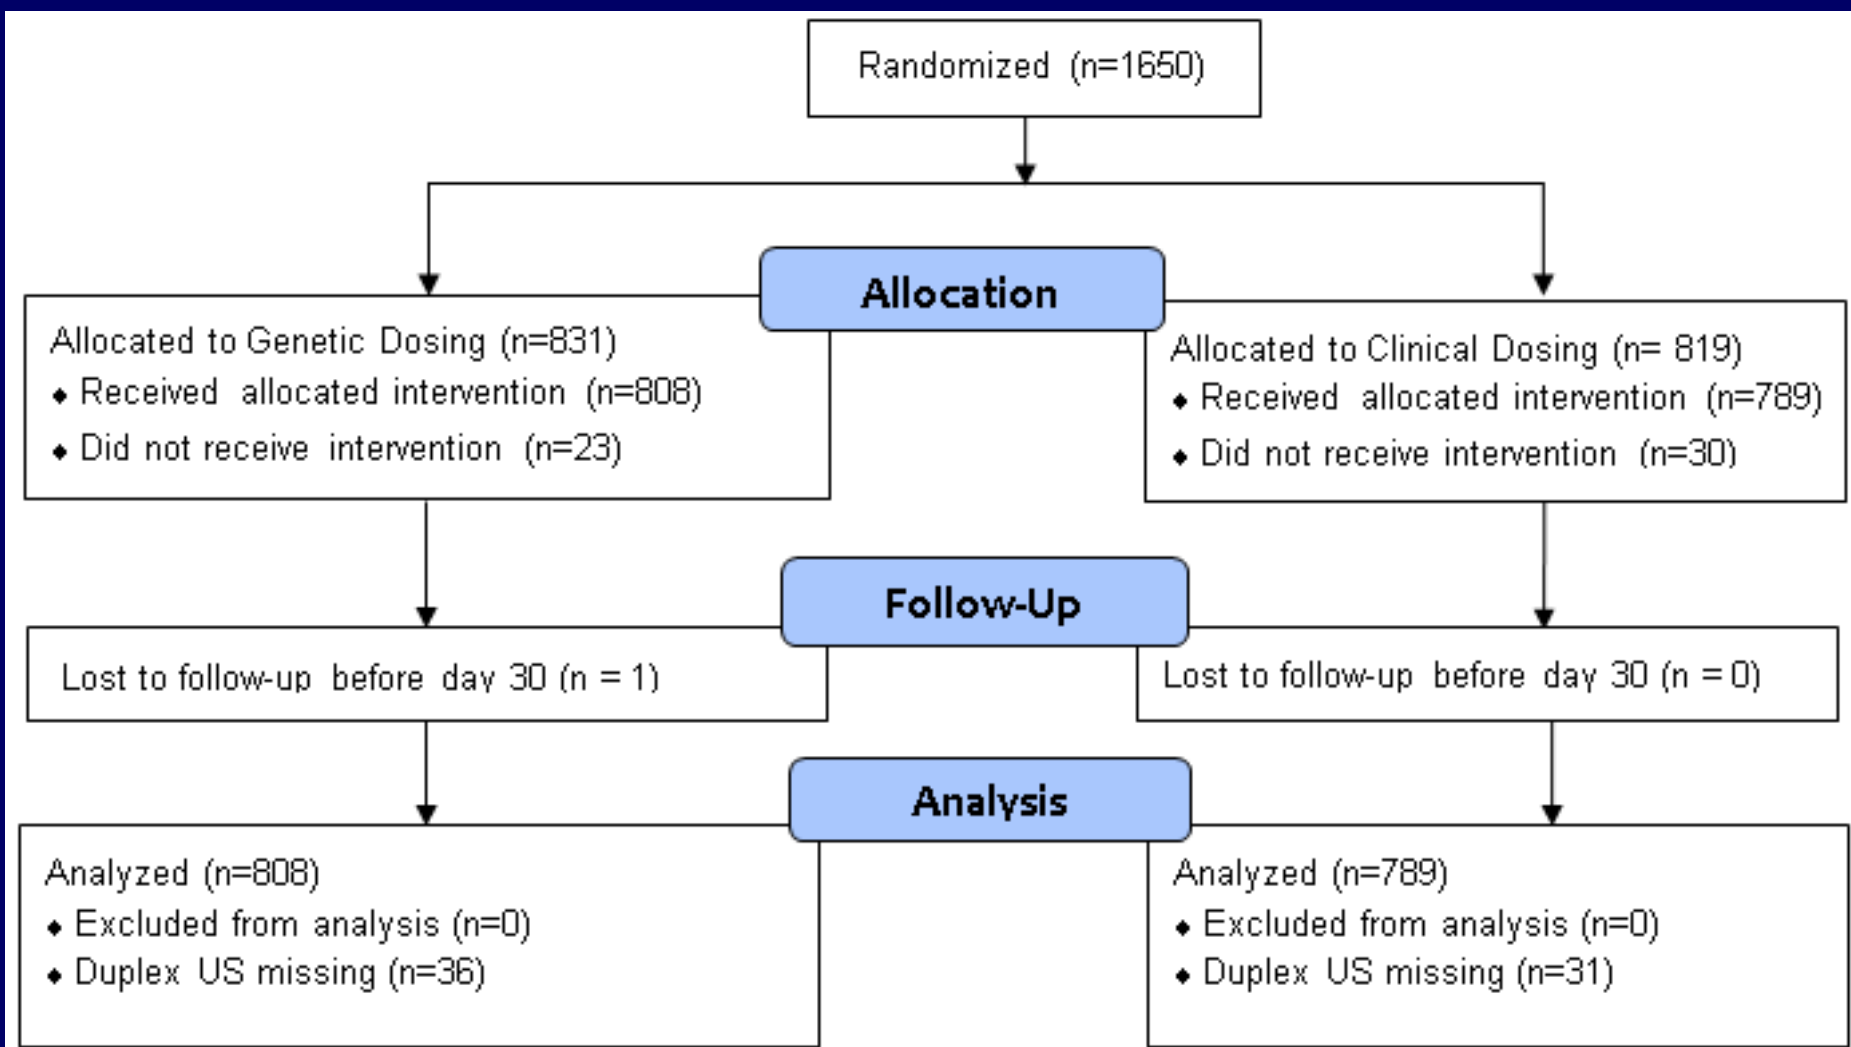 Randomized (n=1650)
Allocation
Allocated to Genetic Dosing (n=831)
⬥ Received allocated intervention (n=808)
⬥ Did not receive intervention (n=23)
Allocated to Clinical Dosing (n= 819)
⬥ Received allocated intervention (n=789)
⬥ Did not receive intervention (n=30)
Follow-Up
Lost to follow-up before day 30 (n = 1)
Lost to follow-up before day 30 (n = 0)
Analysis
Analyzed (n=808)
⬥ Excluded from analysis (n=0)
⬥ Duplex US missing (n=36)
Analyzed (n=789)
⬥ Excluded from analysis (n=0)
⬥ Duplex US missing (n=31)